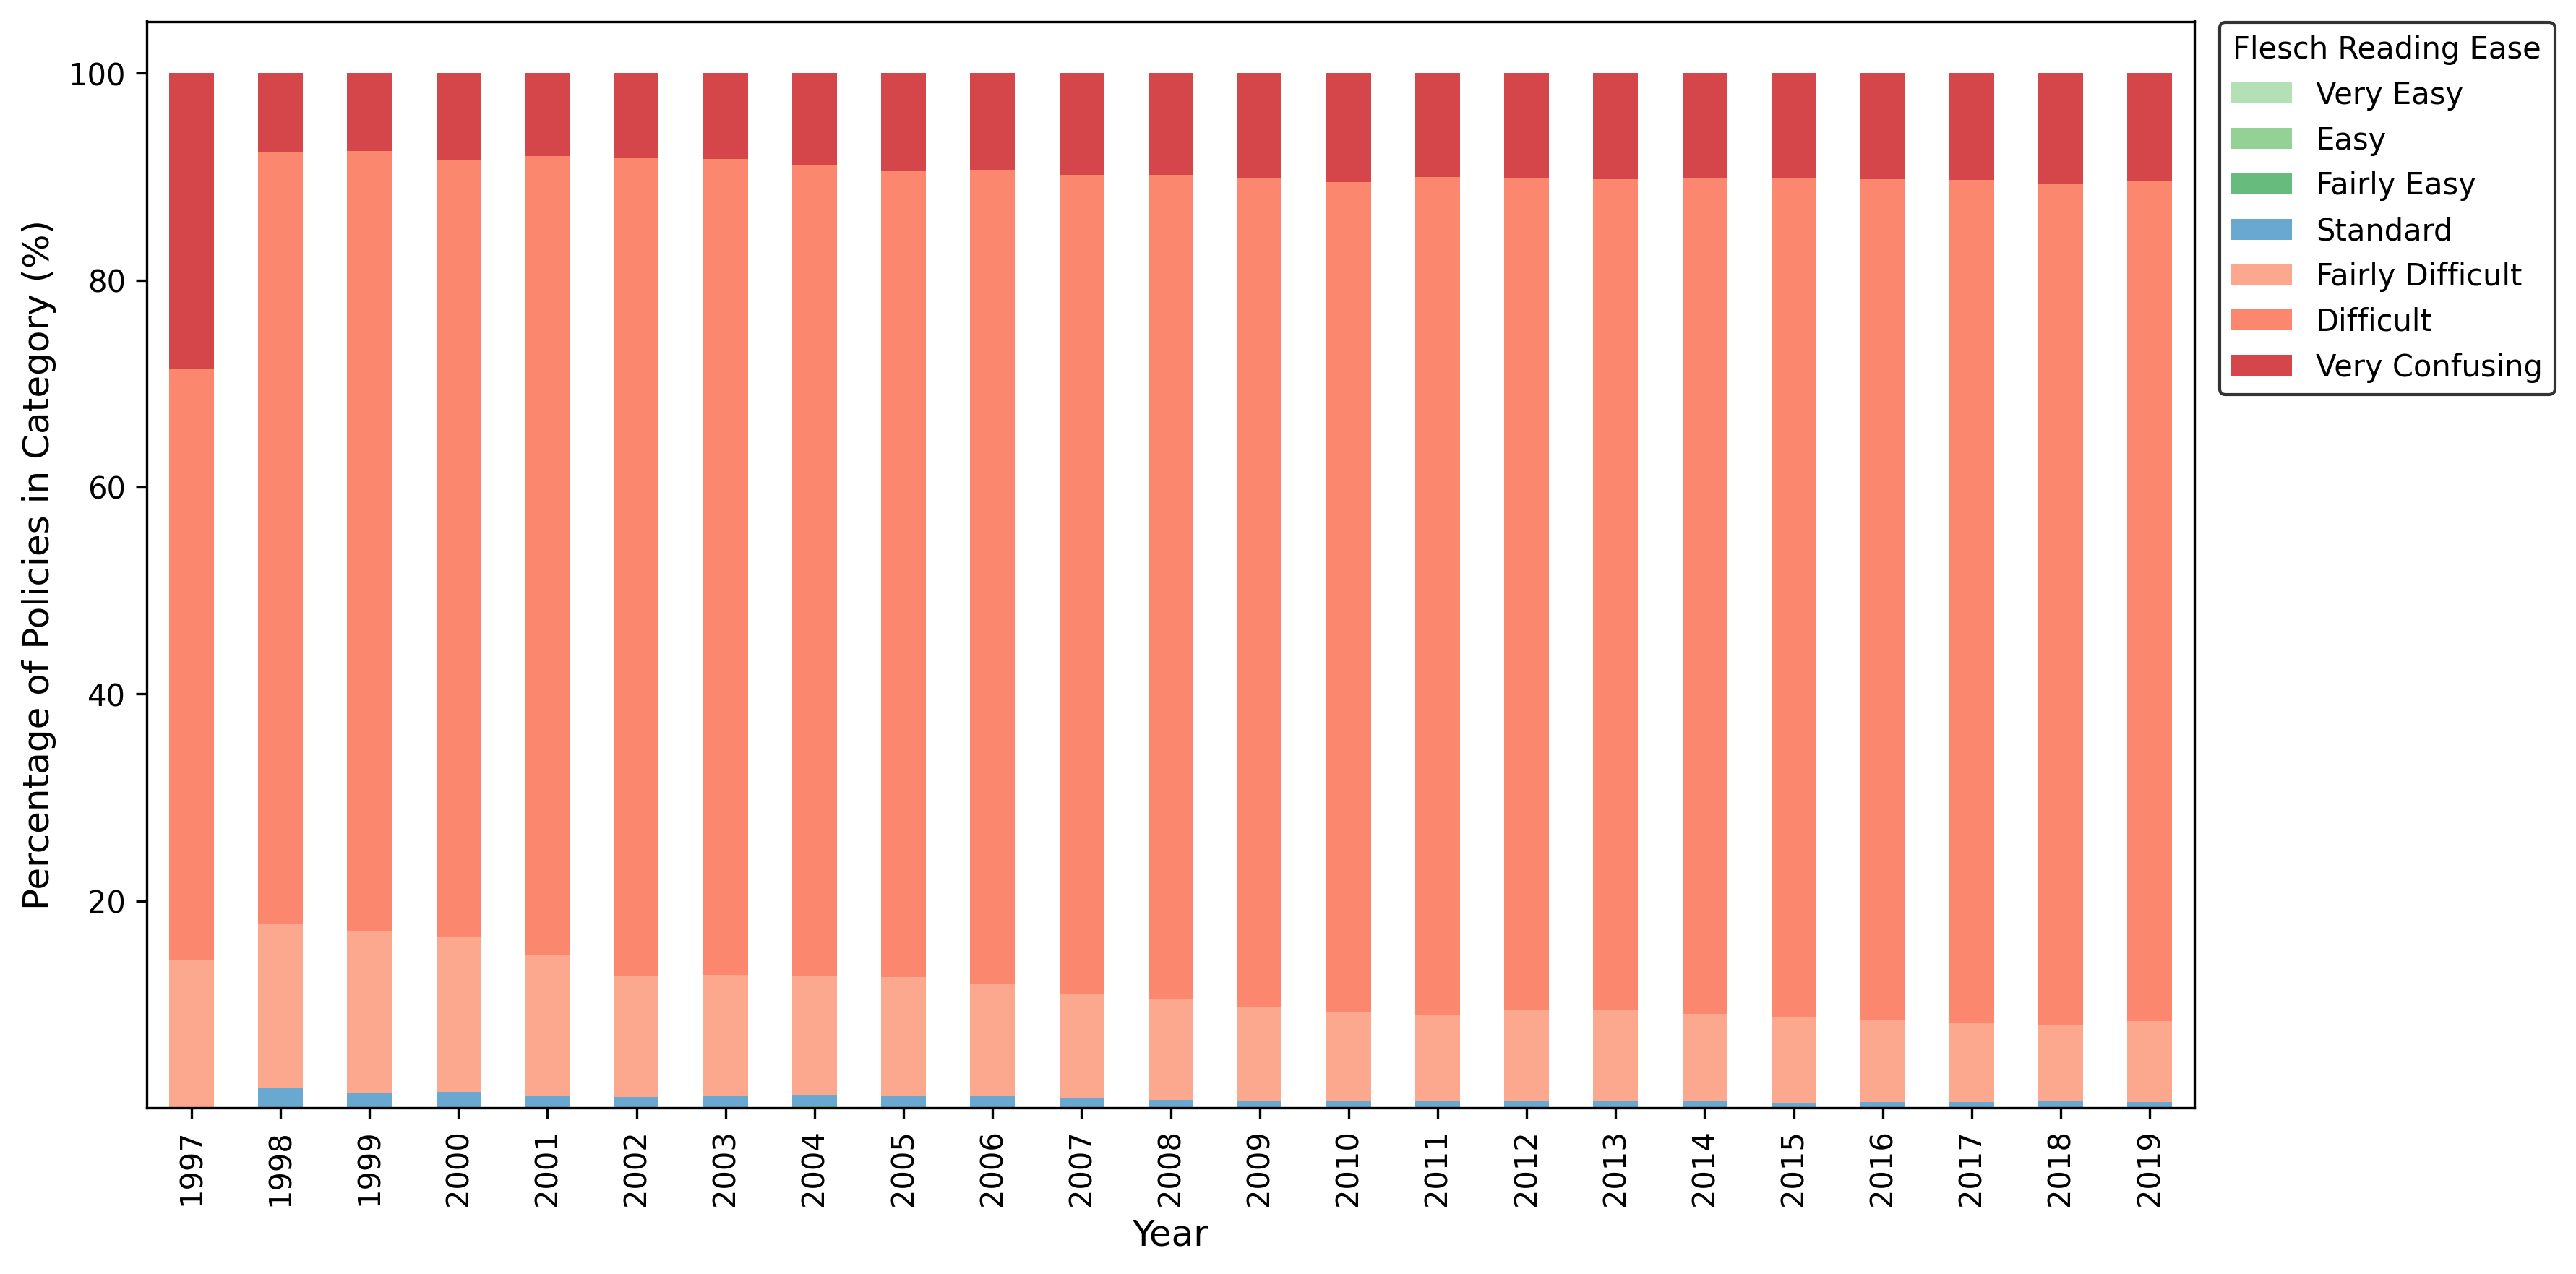 Percentage of Policies in Category (%)
100
80
60
40
20
1997 1998 1999 2000 2001 2002 2003 2004 2005 2006 2007 2008 2009 2010 2011 2012 2013 2014 2015 2016 2017 2018 2019
Year
Flesch Reading Ease
Very Easy
Easy
Fairly Easy
Standard
Fairly Difficult
Difficult
Very Confusing